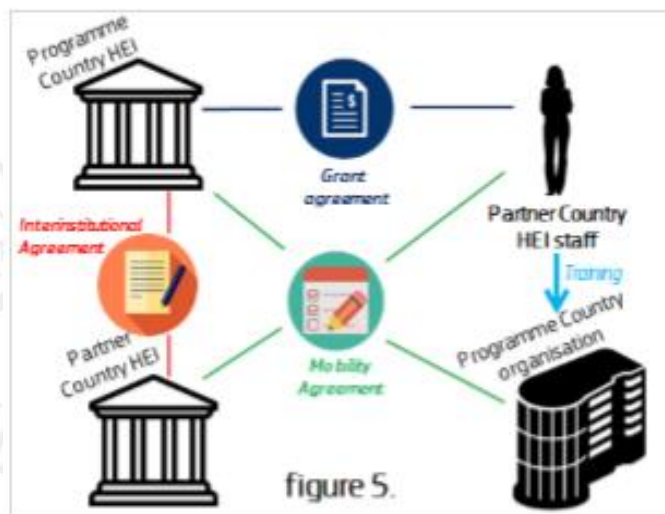 Programme
Country HEI
$
Grant
agreement
Partner Country
HEI staff
Interinstitutional
Agreement
Training
Partner
Country HEI
Mobility
Agreement
Programme Country
organisation
figure 5.